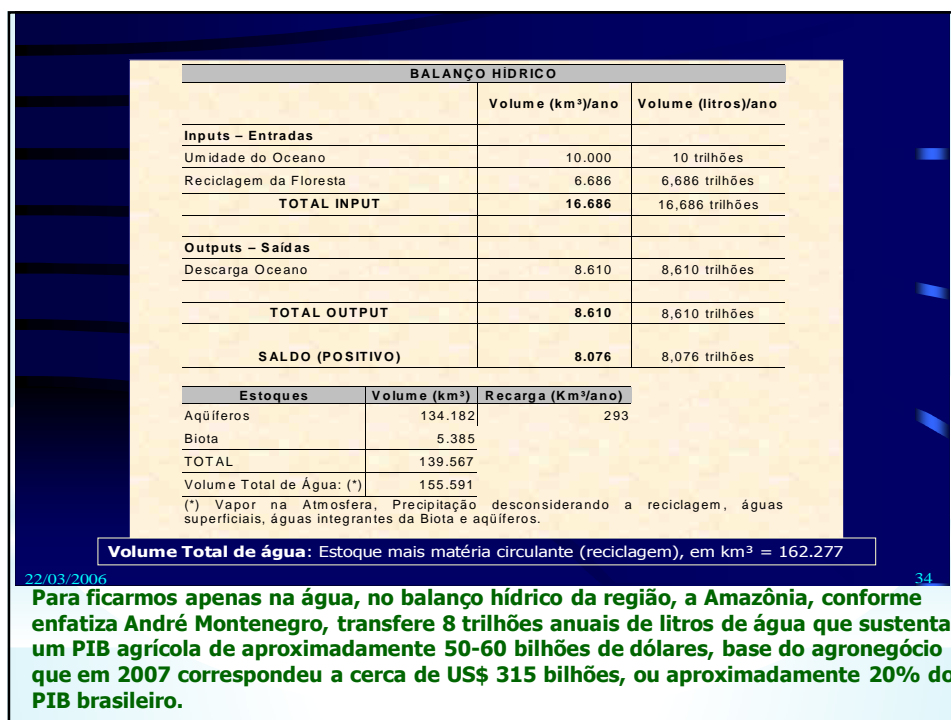 BALANÇO HÍDRICO
Volume (km³)/ano Volume (litros)/ano
Inputs – Entradas
Umidade do Oceano 10.000 10 trilhões
Reciclagem da Floresta 6.686 6,686 trilhões
TOTAL INPUT 16.686 16,686 trilhões
Outputs – Saídas
Descarga Oceano 8.610 8,610 trilhões
TOTAL OUTPUT 8.610 8,610 trilhões
SALDO (POSITIVO) 8.076 8,076 trilhões
Estoques Volume (km³) Recarga (Km³/ano)
Aqüíferos 134.182 293
Biota 5.385
TOTAL 139.567
Volume Total de Água: (*) 155.591
(*) Vapor na Atmosfera, Precipitação desconsiderando a reciclagem, águas
superficiais, águas integrantes da Biota e aqüíferos.
Volume Total de água: Estoque mais matéria circulante (reciclagem), em km³ = 162.277
22/03/2006 34
Para ficarmos apenas na água, no balanço hídrico da região, a Amazônia, conforme
enfatiza André Montenegro, transfere 8 trilhões anuais de litros de água que sustenta
um PIB agrícola de aproximadamente 50-60 bilhões de dólares, base do agronegócio
que em 2007 correspondeu a cerca de US$ 315 bilhões, ou aproximadamente 20% do
PIB brasileiro.